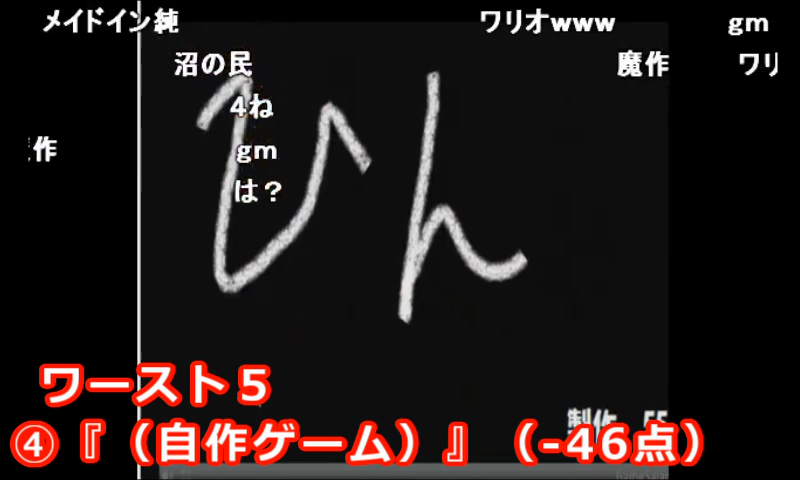 メイドイン純
ワリオwww
gm
沼の民
魔作
ワリ
4ね
作
gm
は？
ひん
ワースト５
製作
④『（自作ゲーム）』（-46点）